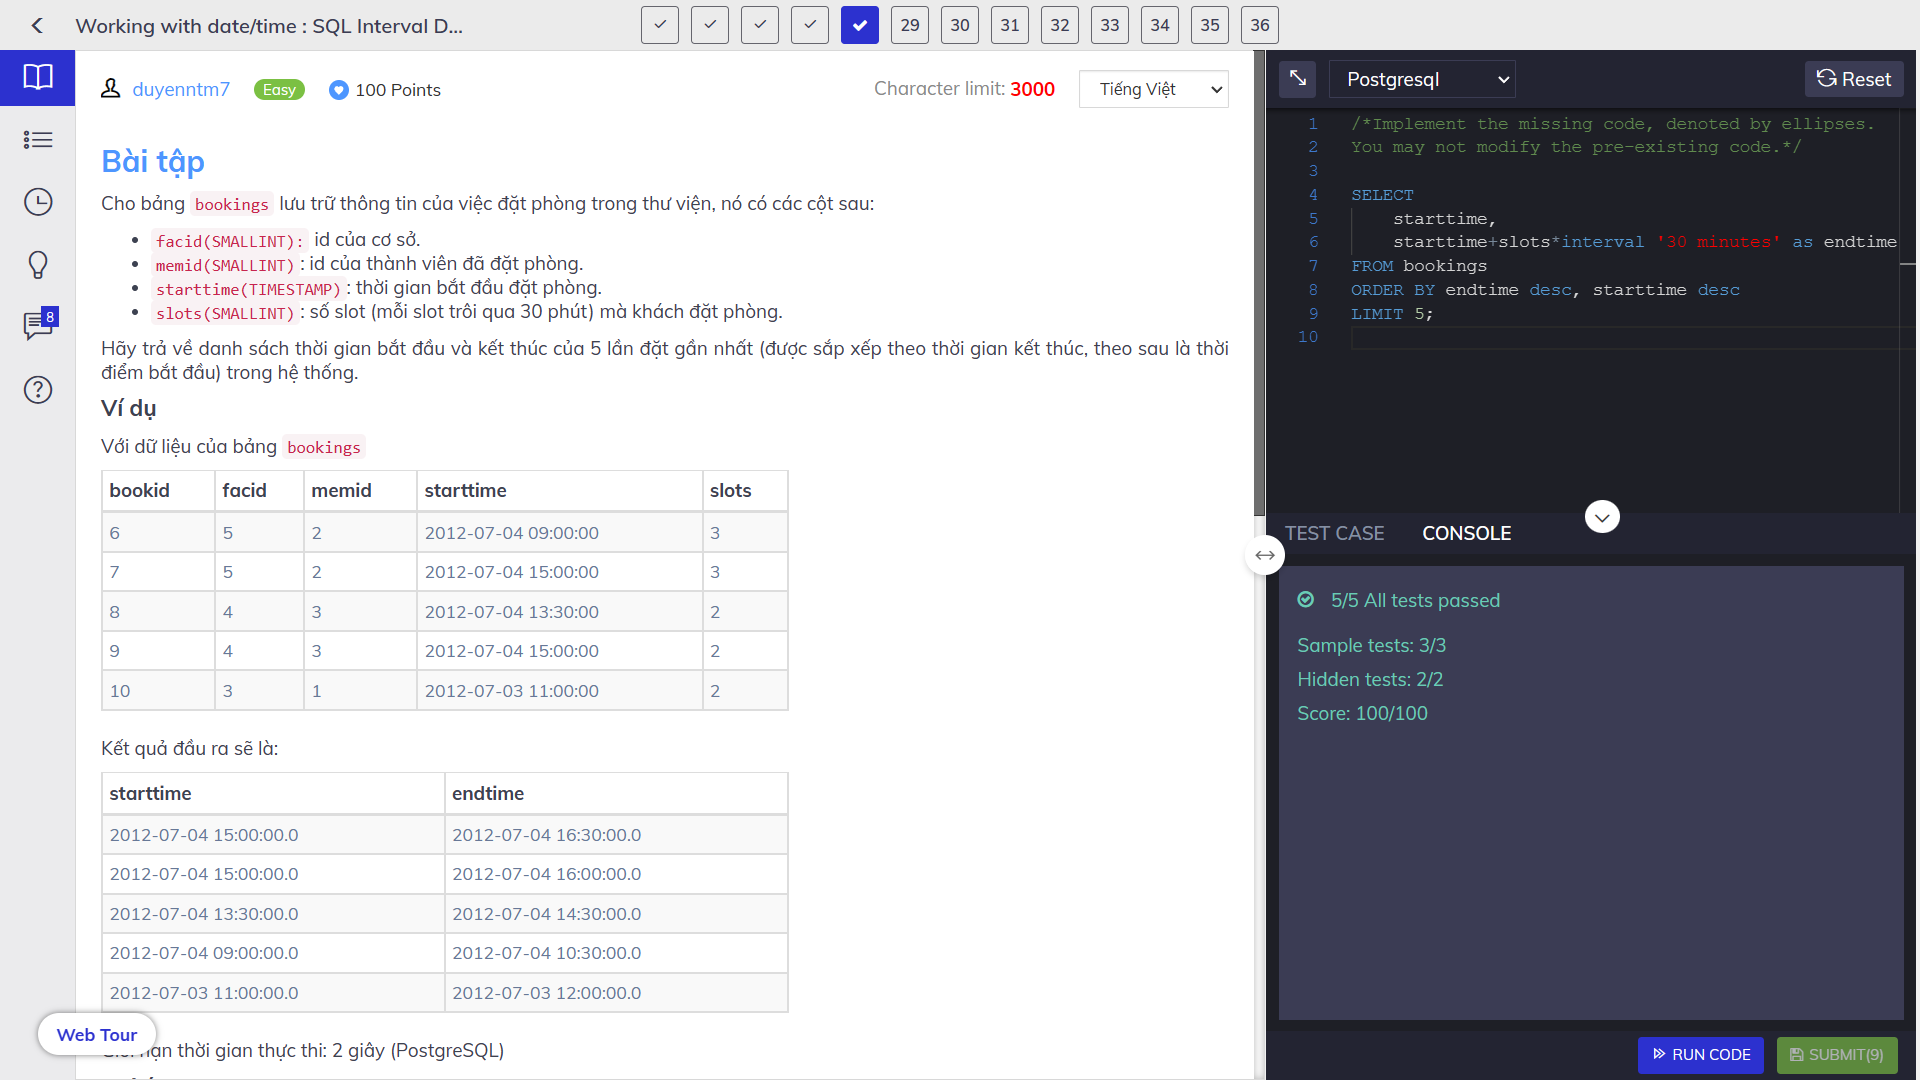 Working with date/time : SQL Interval D...
29 30 31 32 33 34 35 36
duyenntm7 Easy 100 Points Character limit: 3000 Tiếng Việt
Bài tập
Cho bảng bookings lưu trữ thông tin của việc đặt phòng trong thư viện, nó có các cột sau:
facid(SMALLINT): id của cơ sở.
memid(SMALLINT) : id của thành viên đã đặt phòng.
starttime(TIMESTAMP) : thời gian bắt đầu đặt phòng.
slots(SMALLINT) : số slot (mỗi slot trôi qua 30 phút) mà khách đặt phòng.
Hãy trả về danh sách thời gian bắt đầu và kết thúc của 5 lần đặt gần nhất (được sắp xếp theo thời gian kết thúc, theo sau là thời
điểm bắt đầu) trong hệ thống.
Ví dụ
Với dữ liệu của bảng bookings
bookid facid memid starttime slots
6 5 2 2012-07-04 09:00:00 3
7 5 2 2012-07-04 15:00:00 3
8 4 3 2012-07-04 13:30:00 2
9 4 3 2012-07-04 15:00:00 2
10 3 1 2012-07-03 11:00:00 2
Kết quả đầu ra sẽ là:
starttime endtime
2012-07-04 15:00:00.0 2012-07-04 16:30:00.0
2012-07-04 15:00:00.0 2012-07-04 16:00:00.0
2012-07-04 13:30:00.0 2012-07-04 14:30:00.0
2012-07-04 09:00:00.0 2012-07-04 10:30:00.0
2012-07-03 11:00:00.0 2012-07-03 12:00:00.0
hạn thời gian thực thi: 2 giây (PostgreSQL)
8
Web Tour
Postgresql Reset
1 /*Implement the missing code, denoted by ellipses.
2 You may not modify the pre-existing code.*/
3
4 SELECT
5 starttime,
6 starttime+slots*interval '30 minutes' as endtime
7 FROM bookings
8 ORDER BY endtime desc, starttime desc
9 LIMIT 5;
10
TEST CASE CONSOLE
5/5 All tests passed
Sample tests: 3/3
Hidden tests: 2/2
Score: 100/100
RUN CODE SUBMIT(9)